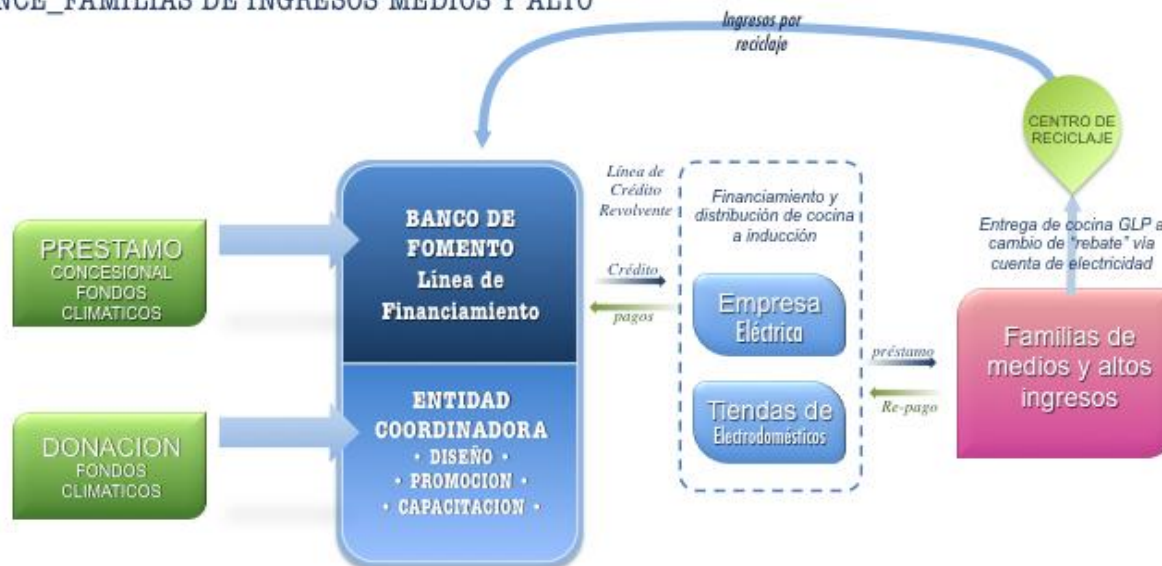 NCE_FAMILIAS DE INGRESOS MEDIOS Y ALTO
Ingresos por
reciclaje
CENTRO DE
RECICLAJE
PRESTAMO
CONCESIONAL
FONDOS
CLIMATICOS
DONACION
FONDOS
CLIMATICOS
BANCO DE
FOMENTO
Línea de
Financiamiento
ENTIDAD
COORDINADORA
• DISEÑO •
• PROMOCION •
• CAPACITACION •
Línea de
Crédito
Revolvente
Crédito
pagos
Financiamiento y
distribución de cocina
a inducción
Empresa
Eléctrica
Tiendas de
Electrodomésticos
préstamo
Re-pago
Entrega de cocina GLP a
cambio de "rebate" vía
cuenta de electricidad
Familias de
medios y altos
ingresos